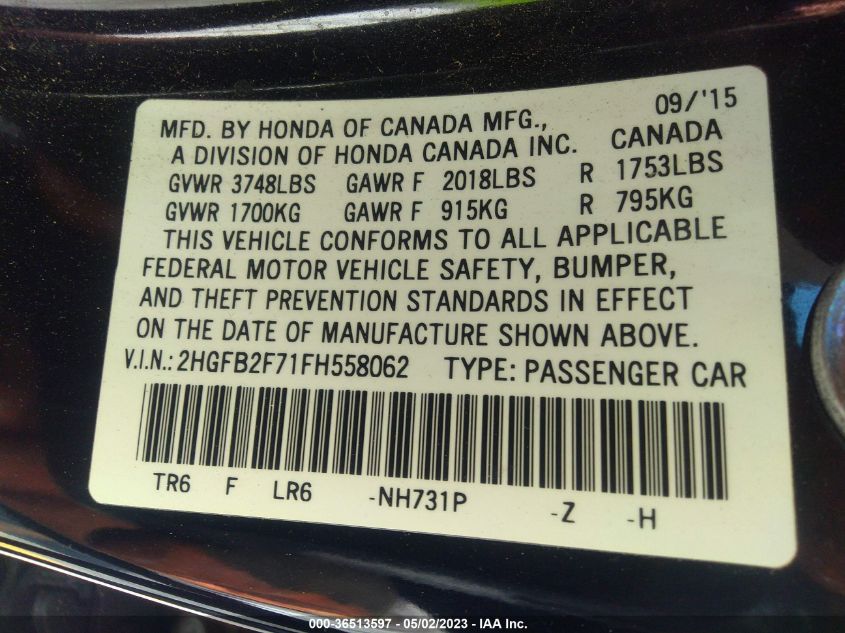 09/'15
MFD. BY HONDA OF CANADA MFG.,
A DIVISION OF HONDA CANADA INC. CANADA
GVWR 3748LBS GAWR F 2018LBS R 1753LBS
GVWR 1700KG GAWR F 915KG R 795KG
THIS VEHICLE CONFORMS TO ALL APPLICABLE
FEDERAL MOTOR VEHICLE SAFETY, BUMPER,
AND THEFT PREVENTION STANDARDS IN EFFECT
ON THE DATE OF MANUFACTURE SHOWN ABOVE.
V.I.N.: 2HGFB2F71FH558062 TYPE: PASSENGER CAR
TR6 F LR6 -NH731P -Z -H
000-36513597 - 05/02/2023 - IAA Inc.